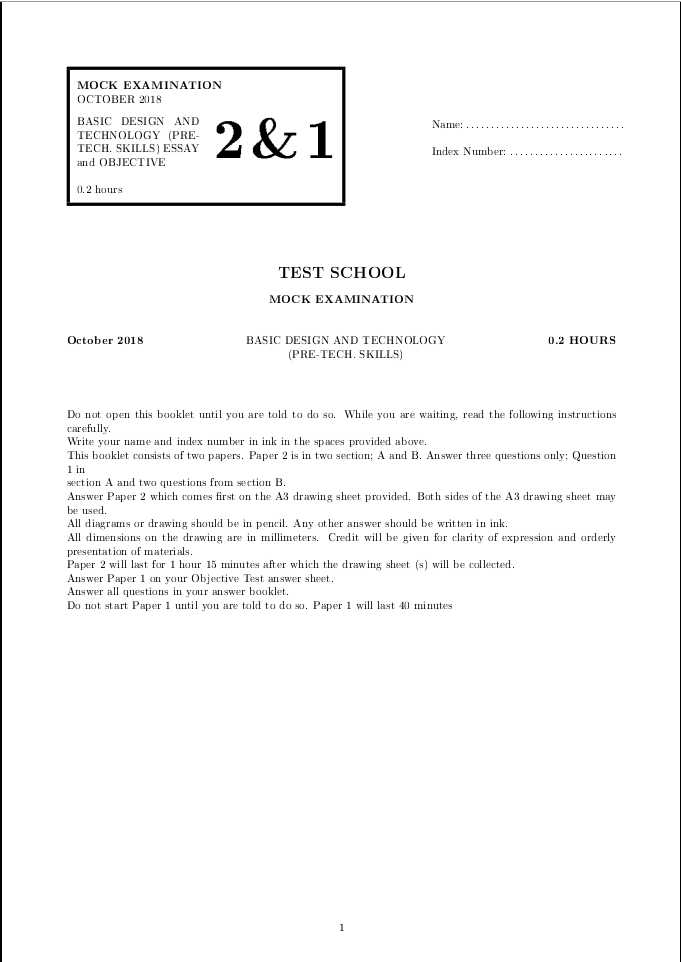 MOCK EXAMINATION
OCTOBER 2018
BASIC DESIGN AND
TECHNOLOGY (PRE-
TECH. SKILLS) ESSAY
and OBJECTIVE
0.2 hours
2 & 1
Name: ................................
Index Number: .......................
TEST SCHOOL
MOCK EXAMINATION
October 2018
BASIC DESIGN AND TECHNOLOGY
(PRE-TECH. SKILLS)
0.2 HOURS
Do not open this booklet until you are told to do so. While you are waiting, read the following instructions
carefully.
Write your name and index number in ink in the spaces provided above.
This booklet consists of two papers. Paper 2 is in two section; A and B. Answer three questions only; Question
1 in
section A and two questions from section B.
Answer Paper 2 which comes first on the A3 drawing sheet provided. Both sides of the A3 drawing sheet may
be used.
All diagrams or drawing should be in pencil. Any other answer should be written in ink.
All dimensions on the drawing are in millimeters. Credit will be given for clarity of expression and orderly
presentation of materials.
Paper 2 will last for 1 hour 15 minutes after which the drawing sheet (s) will be collected.
Answer Paper 1 on your Objective Test answer sheet.
Answer all questions in your answer booklet.
Do not start Paper 1 until you are told to do so. Paper 1 will last 40 minutes
1